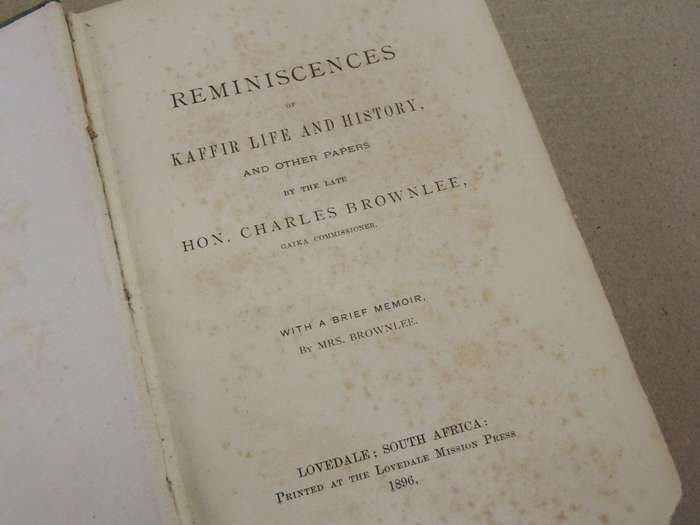 REMINISCENCES
OF
KAFFIR LIFE AND HISTORY,
AND OTHER PAPERS
BY THE LATE
HON. CHARLES BROWNLEE,
GAIKA COMMISSIONER.
WITH A BRIEF MEMOIR,
BY MRS. BROWNLEE.
LOVEDALE; SOUTH AFRICA:
PRINTED AT THE LOVEDALE MISSION PRESS
1896,